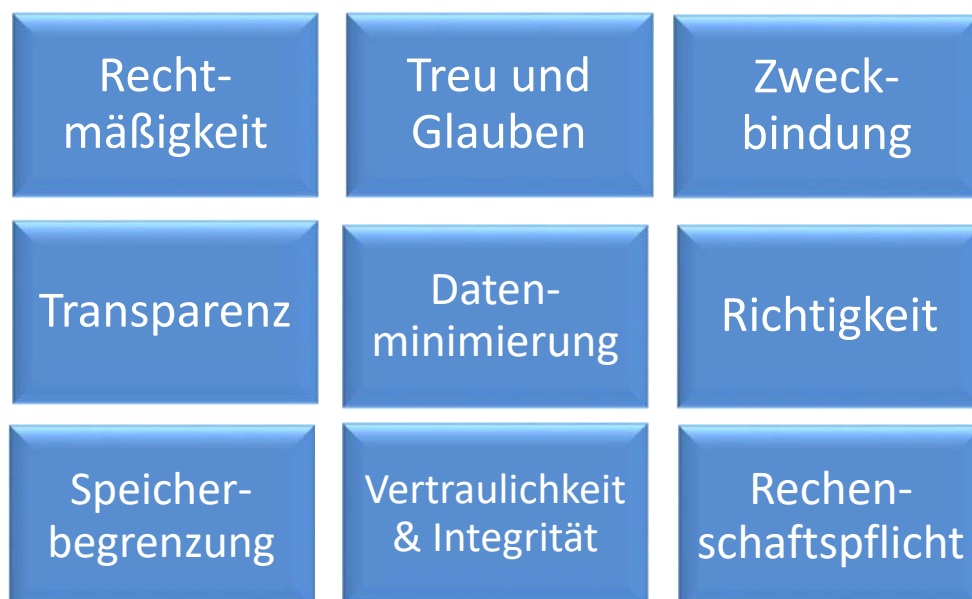 Recht-
mäßigkeit
Treu und
Glauben
Zweck-
bindung
Transparenz
Daten-
minimierung
Richtigkeit
Speicher-
begrenzung
Vertraulichkeit
& Integrität
Rechen-
schaftspflicht